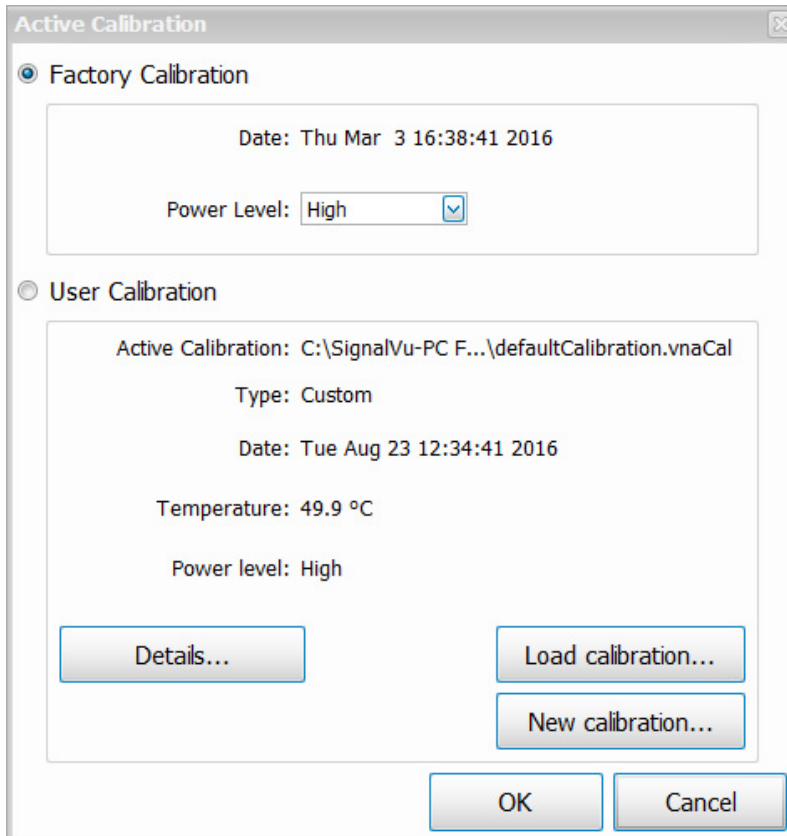 Active Calibration
Factory Calibration
Date: Thu Mar 3 16:38:41 2016
Power Level: High
User Calibration
Active Calibration: C:\SignalVu-PC F...\defaultCalibration.vnaCal
Type: Custom
Date: Tue Aug 23 12:34:41 2016
Temperature: 49.9 ºC
Power level: High
Details...
Load calibration...
New calibration...
OK
Cancel